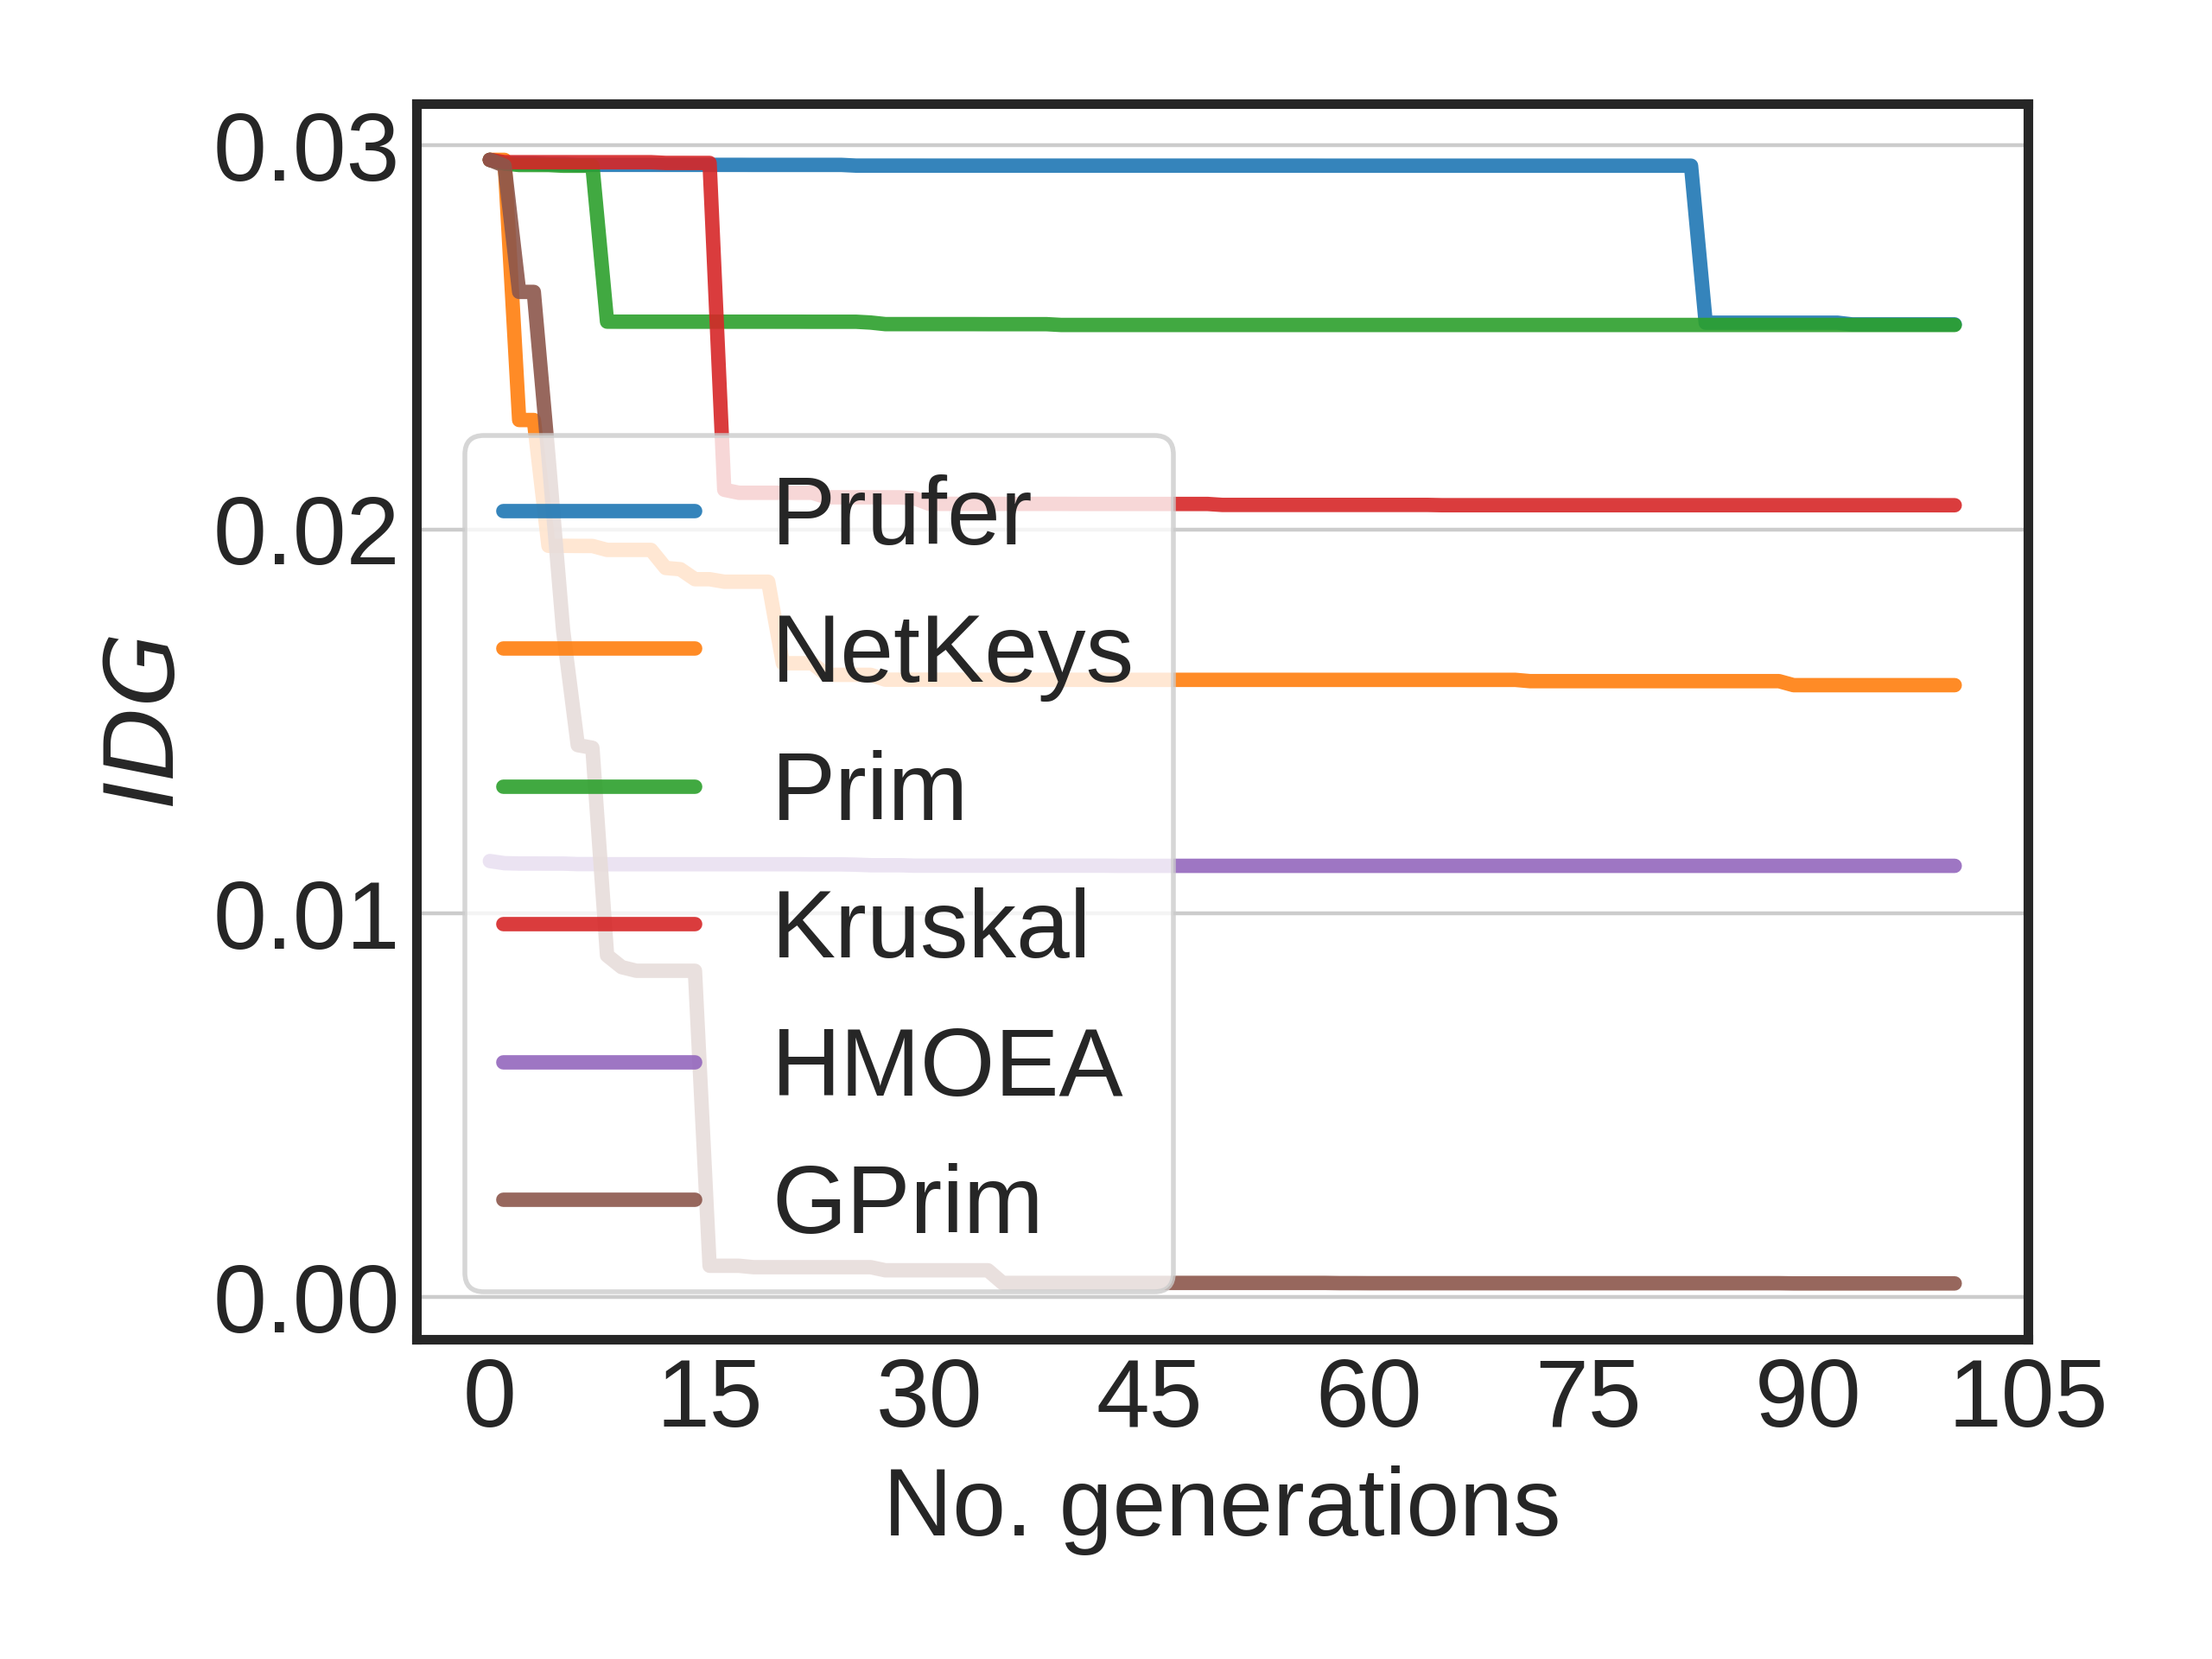 0.03
0.02
0.01
0.00
IDG
Prufer
NetKeys
Prim
Kruskal
HMOEA
GPrim
0 15 30 45 60 75 90 105
No. generations